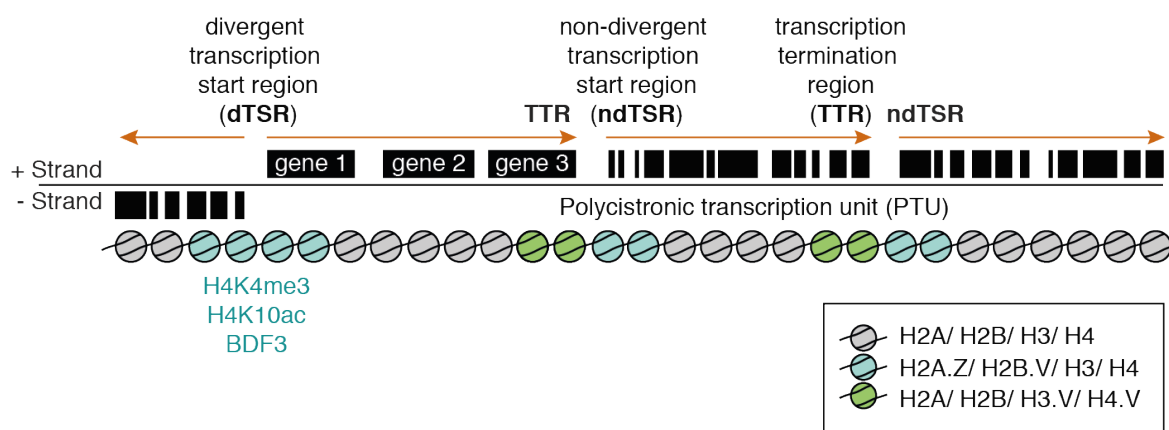 divergent
transcription
start region
(dTSR)
non-divergent
transcription
start region
(ndTSR)
transcription
termination
region
(TTR)
TTR
ndTSR
+ Strand
gene 1
gene 2
gene 3
- Strand
Polycistronic transcription unit (PTU)
H4K4me3
H4K10ac
BDF3
H2A/ H2B/ H3/ H4
H2A.Z/ H2B.V/ H3/ H4
H2A/ H2B/ H3.V/ H4.V